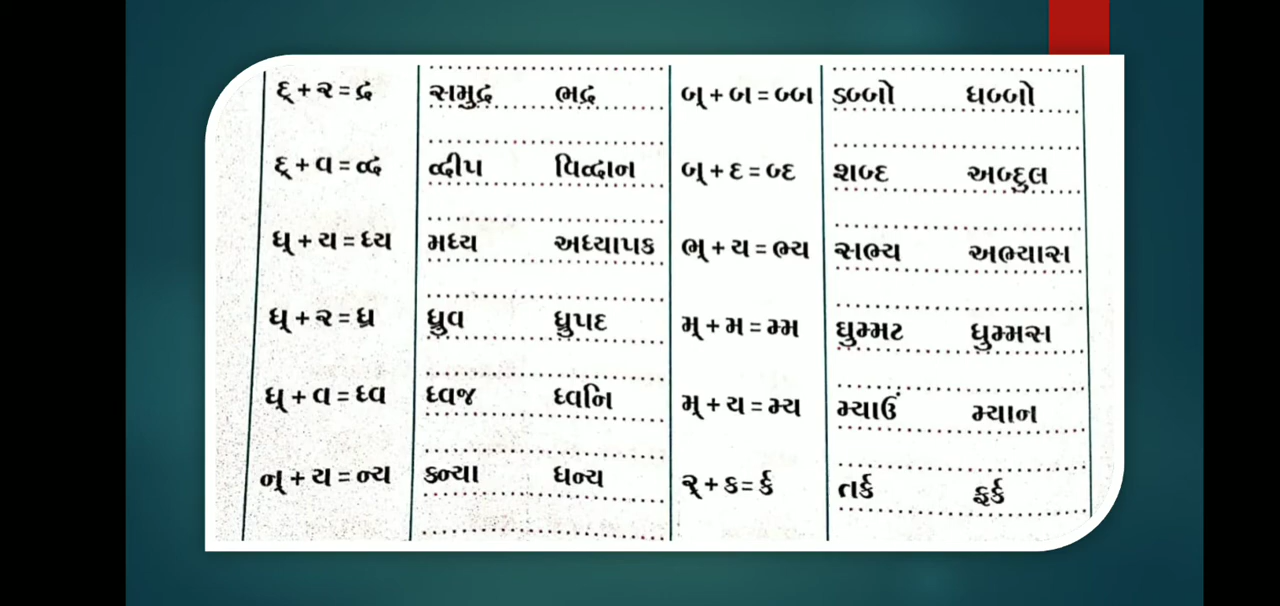 દ્ + ર = દ્ર સમુદ્ર ભદ્ર બ્ + બ = બ્બ ડબ્બો ધબ્બો
દ્ + વ = દ્વ દ્વીપ વિદ્વાન બ્ + દ = બ્દ શબ્દ અબ્દુલ
ધ્ + ય = ધ્ય મધ્ય અધ્યાપક ભ્ + ય = ભ્ય સભ્ય અભ્યાસ
ધ્ + ર = ધ્ર ધ્રુવ ધ્રુપદ મ્ + મ = મ્મ ઘુમ્મટ ધુમ્મસ
ધ્ + વ = ધ્વ ધ્વજ ધ્વનિ મ્ + ય = મ્ય મ્યાઉં મ્યાન
ન્ + ય = ન્ય કન્યા ધન્ય ર્ + ક = ર્ક તર્ક ફર્ક